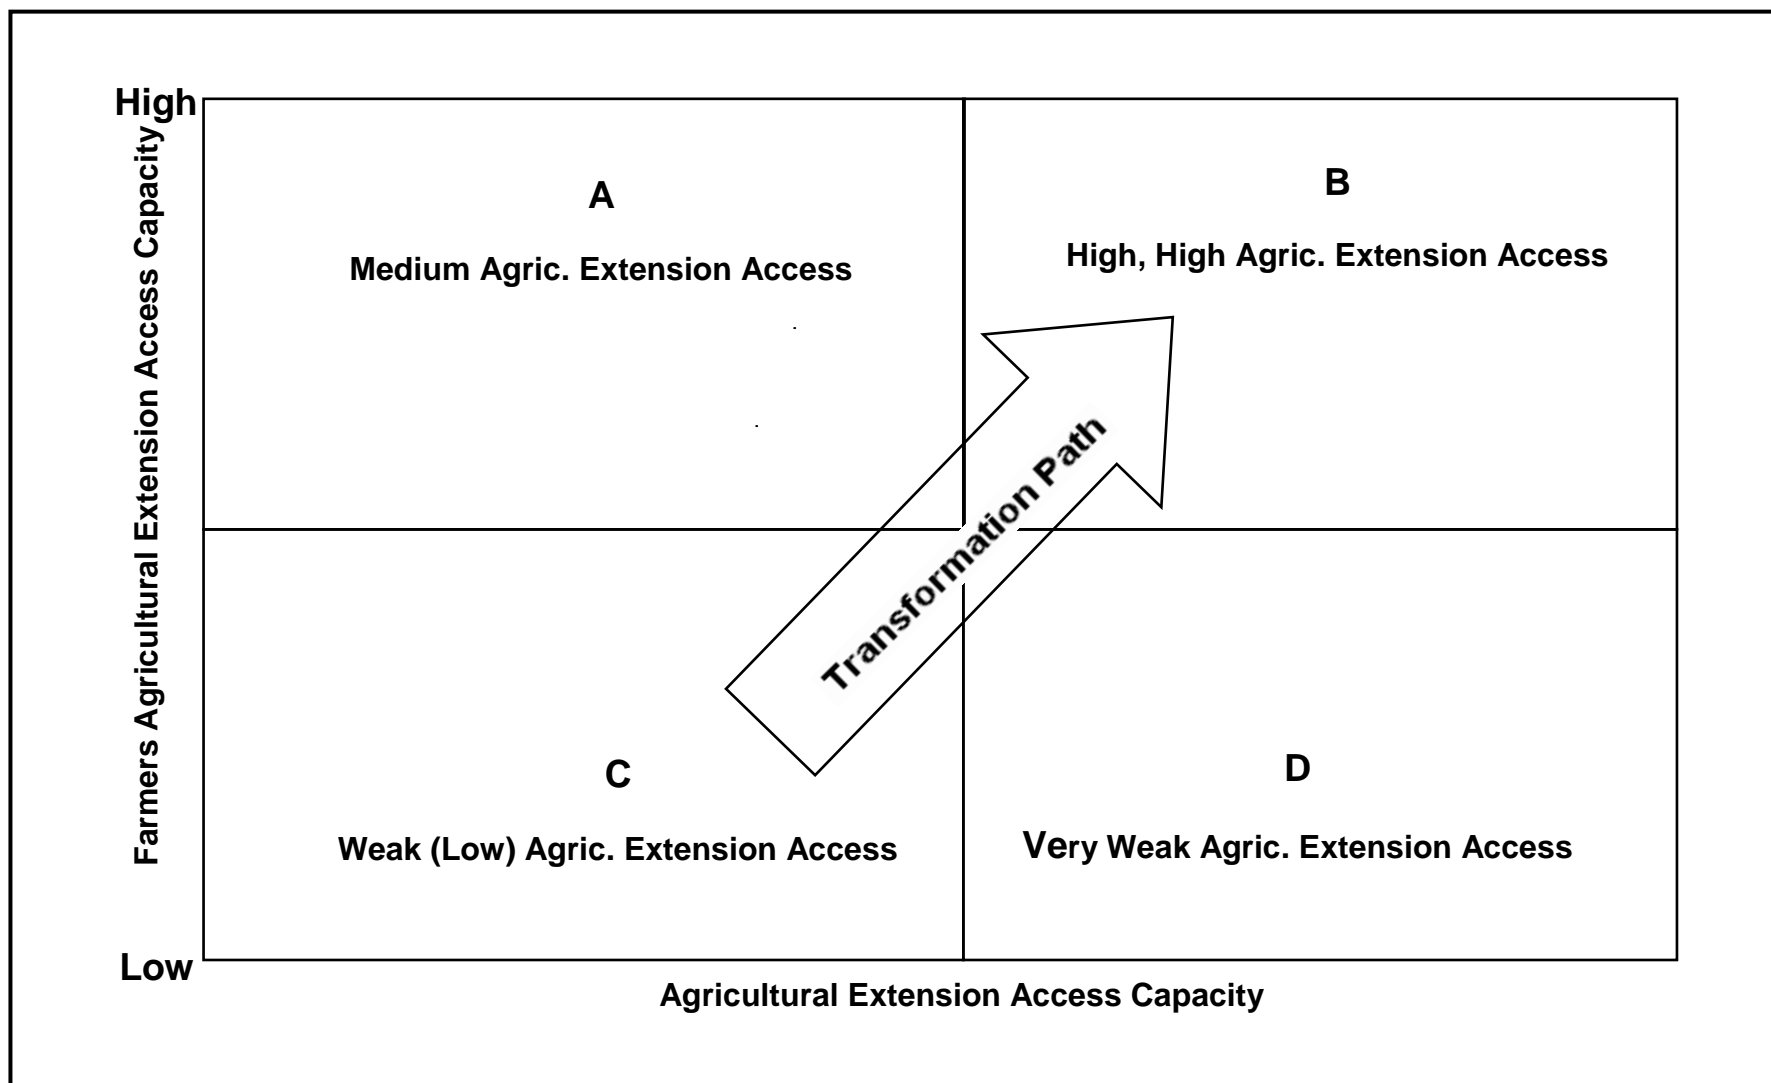 High
Farmers Agricultural Extension Access Capacity
A
Medium Agric. Extension Access
B
High, High Agric. Extension Access
Transformation Path
C
Weak (Low) Agric. Extension Access
D
Very Weak Agric. Extension Access
Low
Agricultural Extension Access Capacity